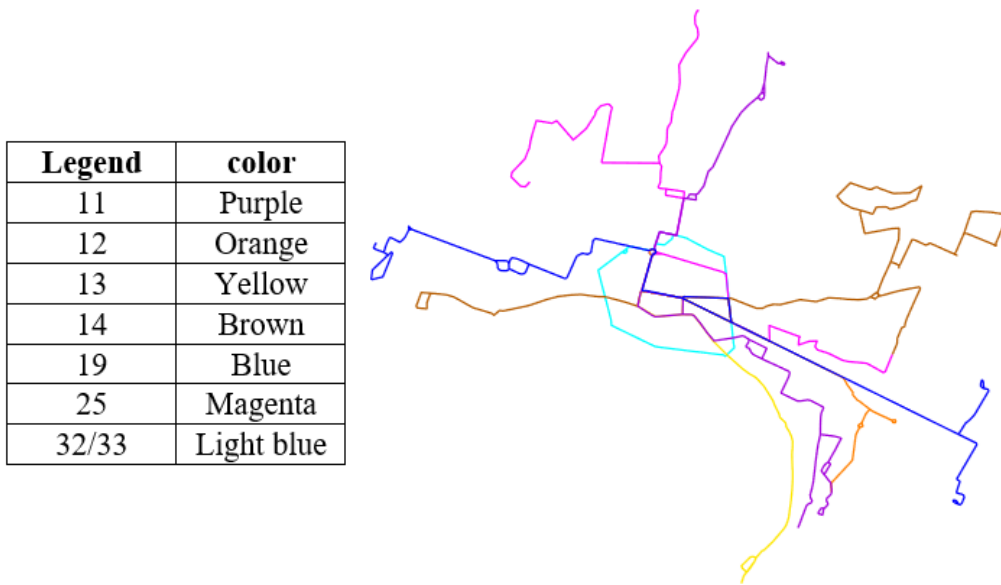 Legend color
11 Purple
12 Orange
13 Yellow
14 Brown
19 Blue
25 Magenta
32/33 Light blue